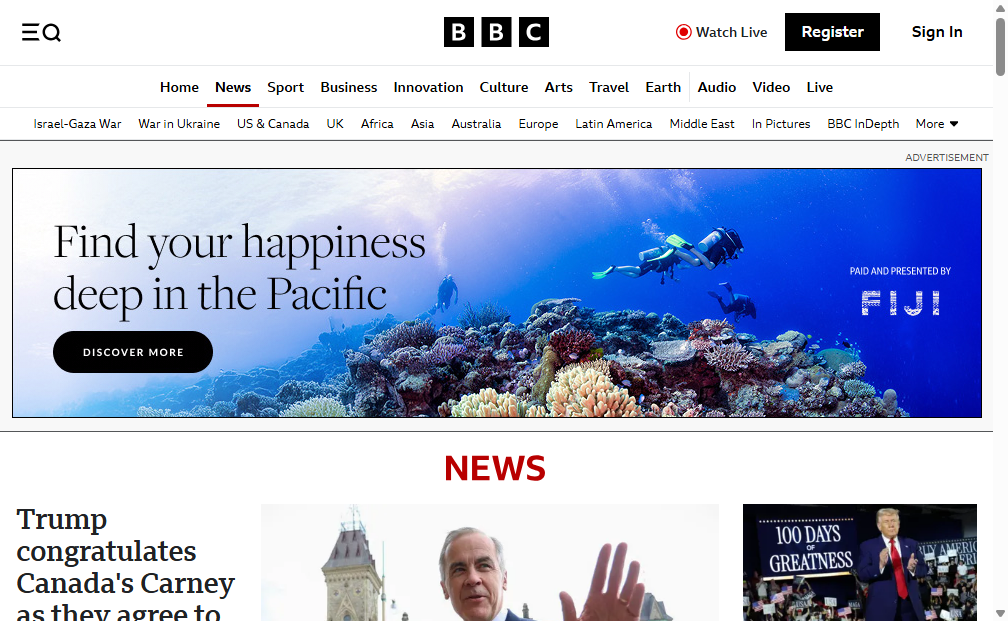 BBC
Watch Live
Register
Sign In
Home News Sport Business Innovation Culture Arts Travel Earth Audio Video Live
Israel-Gaza War War in Ukraine US & Canada UK Africa Asia Australia Europe Latin America Middle East In Pictures BBC InDepth More
ADVERTISEMENT
Find your happiness
deep in the Pacific
DISCOVER MORE
PAID AND PRESENTED BY
FIJI
NEWS
Trump
congratulates
Canada's Carney
as they agree to
100 DAYS
OF
GREATNESS